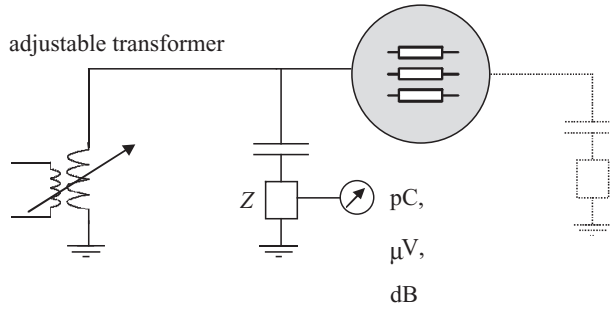 adjustable transformer
Z
pC,
μV,
dB